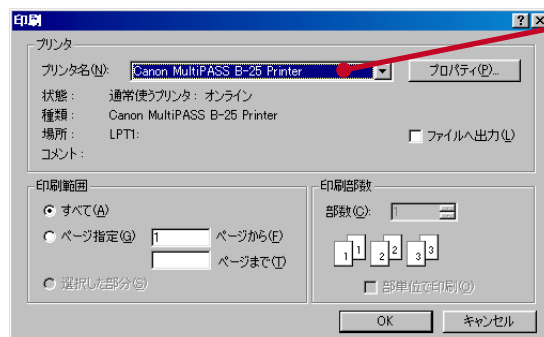 印刷
プリンタ
プリンタ名(N): Canon MultiPASS B-25 Printer プロパティ(P)...
状態 : 通常使うプリンタ : オンライン
種類 : Canon MultiPASS B-25 Printer
場所 : LPT1: ファイルへ出力(L)
コメント :
印刷範囲
すべて(A)
ページ指定(G) 1 ページから(F)
ページまで(T)
選択した部分(S)
印刷部数
部数(C): 1
1 1 2 2 3 3
部単位で印刷(O)
OK キャンセル